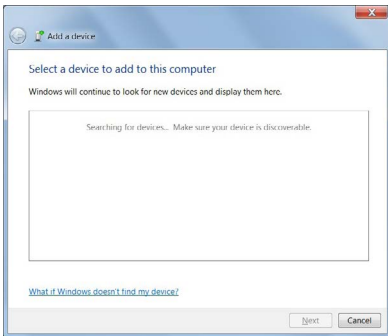 Add a device
Select a device to add to this computer
Windows will continue to look for new devices and display them here.
Searching for devices... Make sure your device is discoverable.
What if Windows doesn't find my device?
Next Cancel